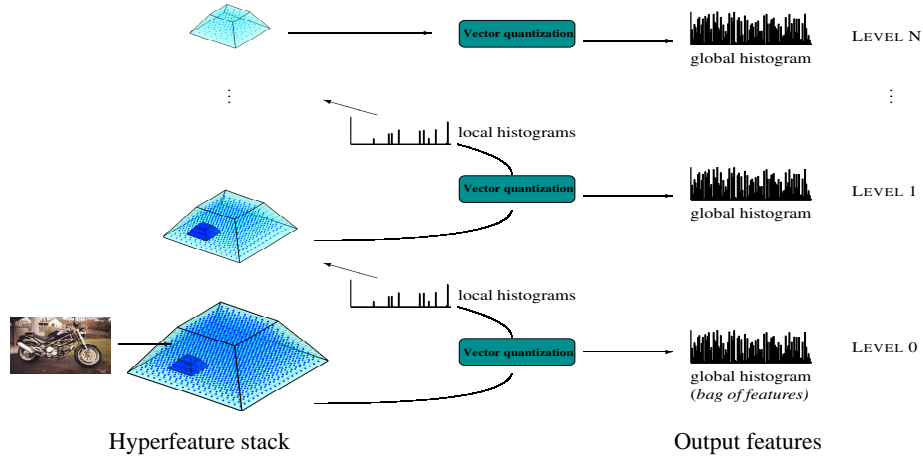 Vector quantization
LEVEL N
global histogram
⋮
⋮
local histograms
Vector quantization
LEVEL 1
global histogram
local histograms
Vector quantization
LEVEL 0
global histogram
(bag of features)
Hyperfeature stack
Output features